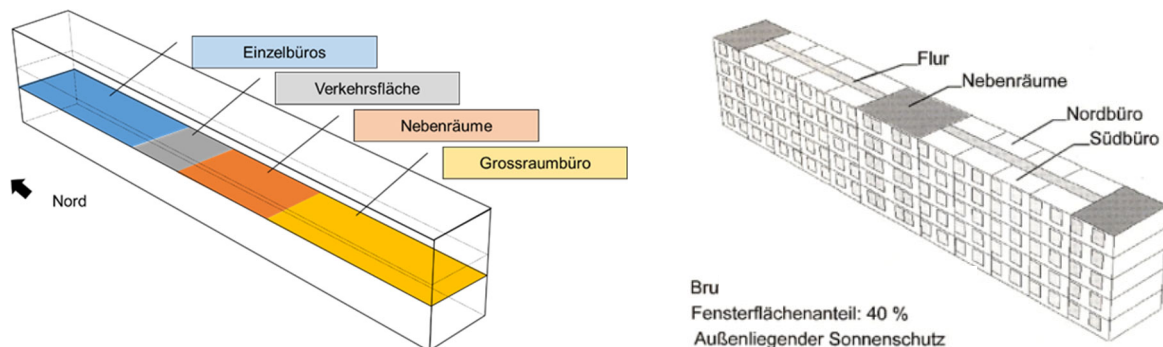 Einzelbüros
Verkehrsfläche
Nebenräume
Grossraumbüro
Nord
Flur
Nebenräume
Nordbüro
Südbüro
Bru
Fensterflächenanteil: 40 %
Außenliegender Sonnenschutz